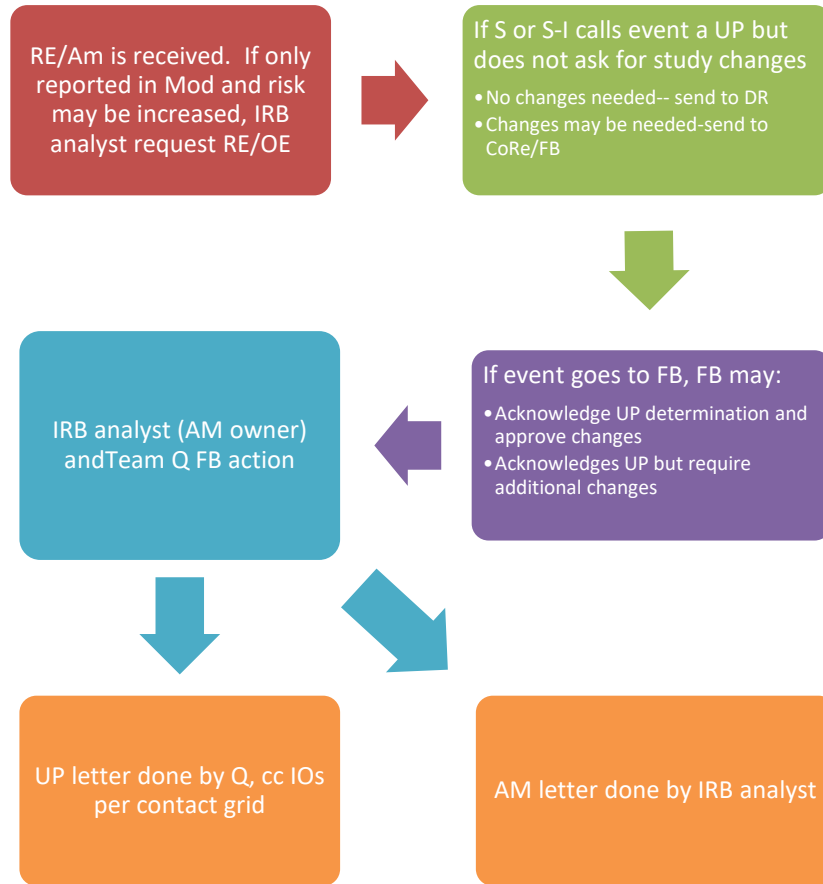 RE/Am is received.  If only
reported in Mod and risk
may be increased, IRB
analyst request RE/OE
If S or S-I calls event a UP but
does not ask for study changes
•No changes needed-- send to DR
•Changes may be needed-send to
CoRe/FB
If event goes to FB, FB may:
•Acknowledge UP determination and
approve changes
•Acknowledges UP but require
additional changes
IRB analyst (AM owner)
andTeam Q FB action
UP letter done by Q, cc IOs
per contact grid
AM letter done by IRB analyst